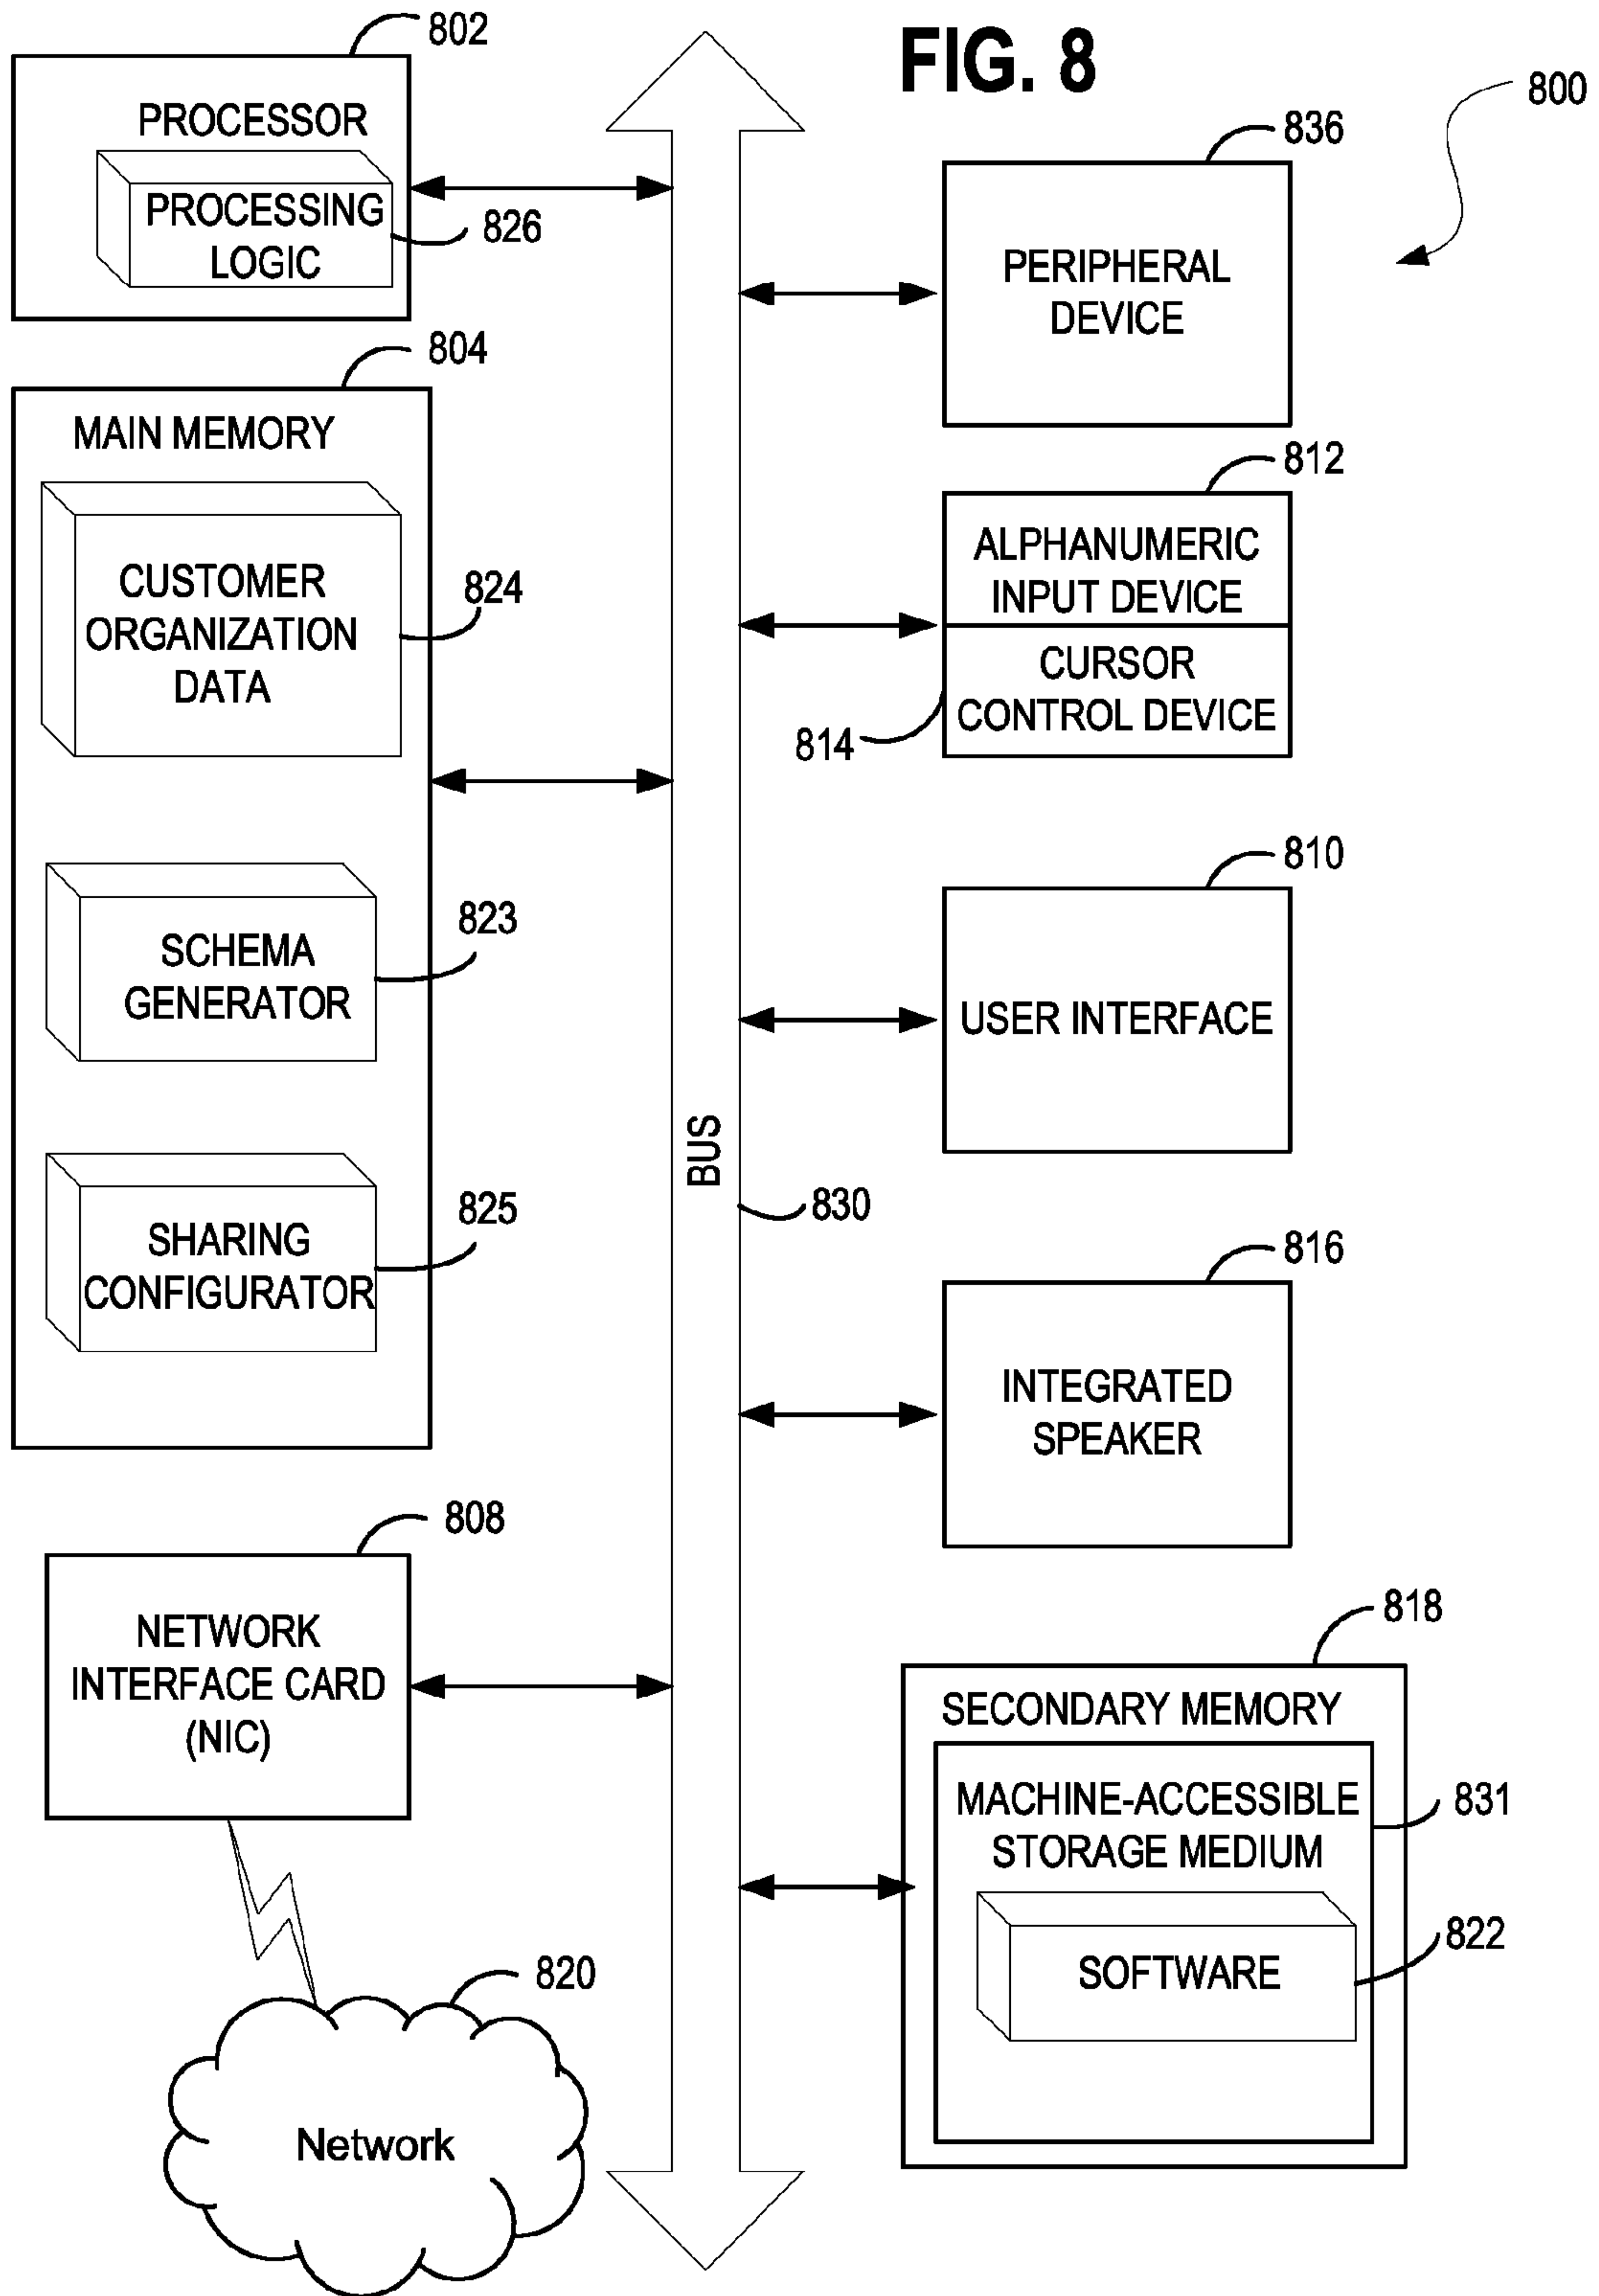 FIG. 8
800
802
PROCESSOR
PROCESSING
LOGIC
826
804
MAIN MEMORY
CUSTOMER
ORGANIZATION
DATA
824
SCHEMA
GENERATOR
823
SHARING
CONFIGURATOR
825
808
NETWORK
INTERFACE CARD
(NIC)
820
Network
BUS
830
836
PERIPHERAL
DEVICE
812
ALPHANUMERIC
INPUT DEVICE
CURSOR
CONTROL DEVICE
814
810
USER INTERFACE
816
INTEGRATED
SPEAKER
818
SECONDARY MEMORY
MACHINE-ACCESSIBLE
STORAGE MEDIUM
831
SOFTWARE
822